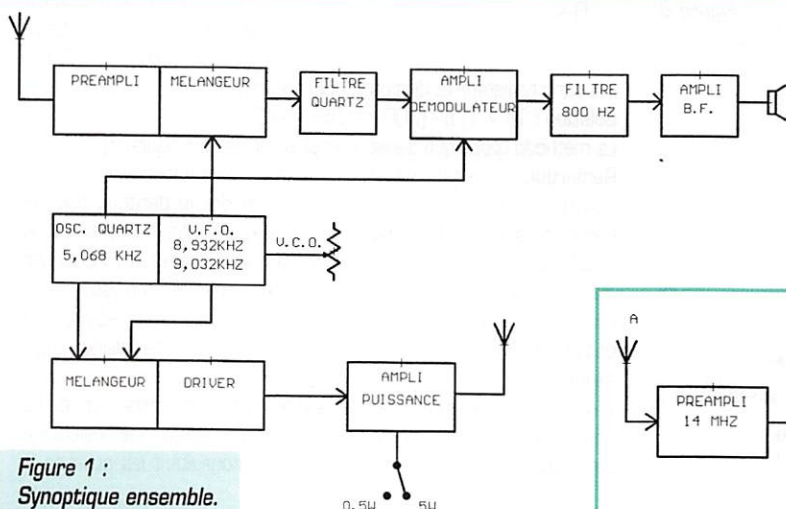 PREAMPLI
MELANGEUR
FILTRE
QUARTZ
AMPLI
DEMODULATEUR
FILTRE
800 HZ
AMPLI
B.F.
OSC. QUARTZ
5,068 KHZ
V.F.O.
8,932KHZ
9,032KHZ
V.C.O.
MELANGEUR
DRIVER
AMPLI
PUISSANCE
0.5W
5W
A
PREAMPLI
14 MHZ
Figure 1 :
Synoptique ensemble.